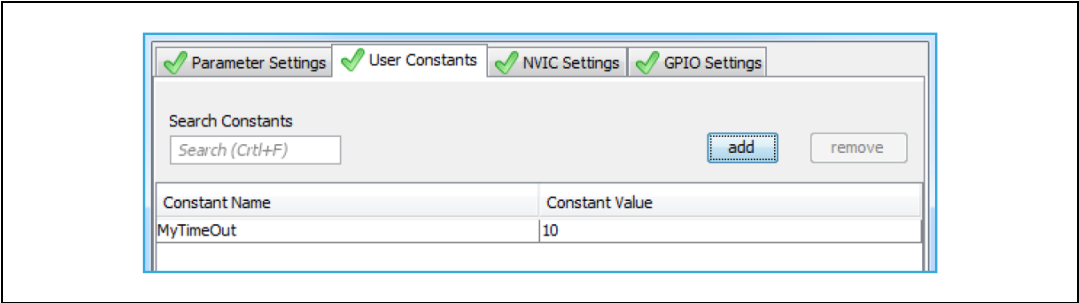 Parameter Settings User Constants NVIC Settings GPIO Settings
Search Constants
Search (Crtl+F) add remove
Constant Name Constant Value
MyTimeOut 10